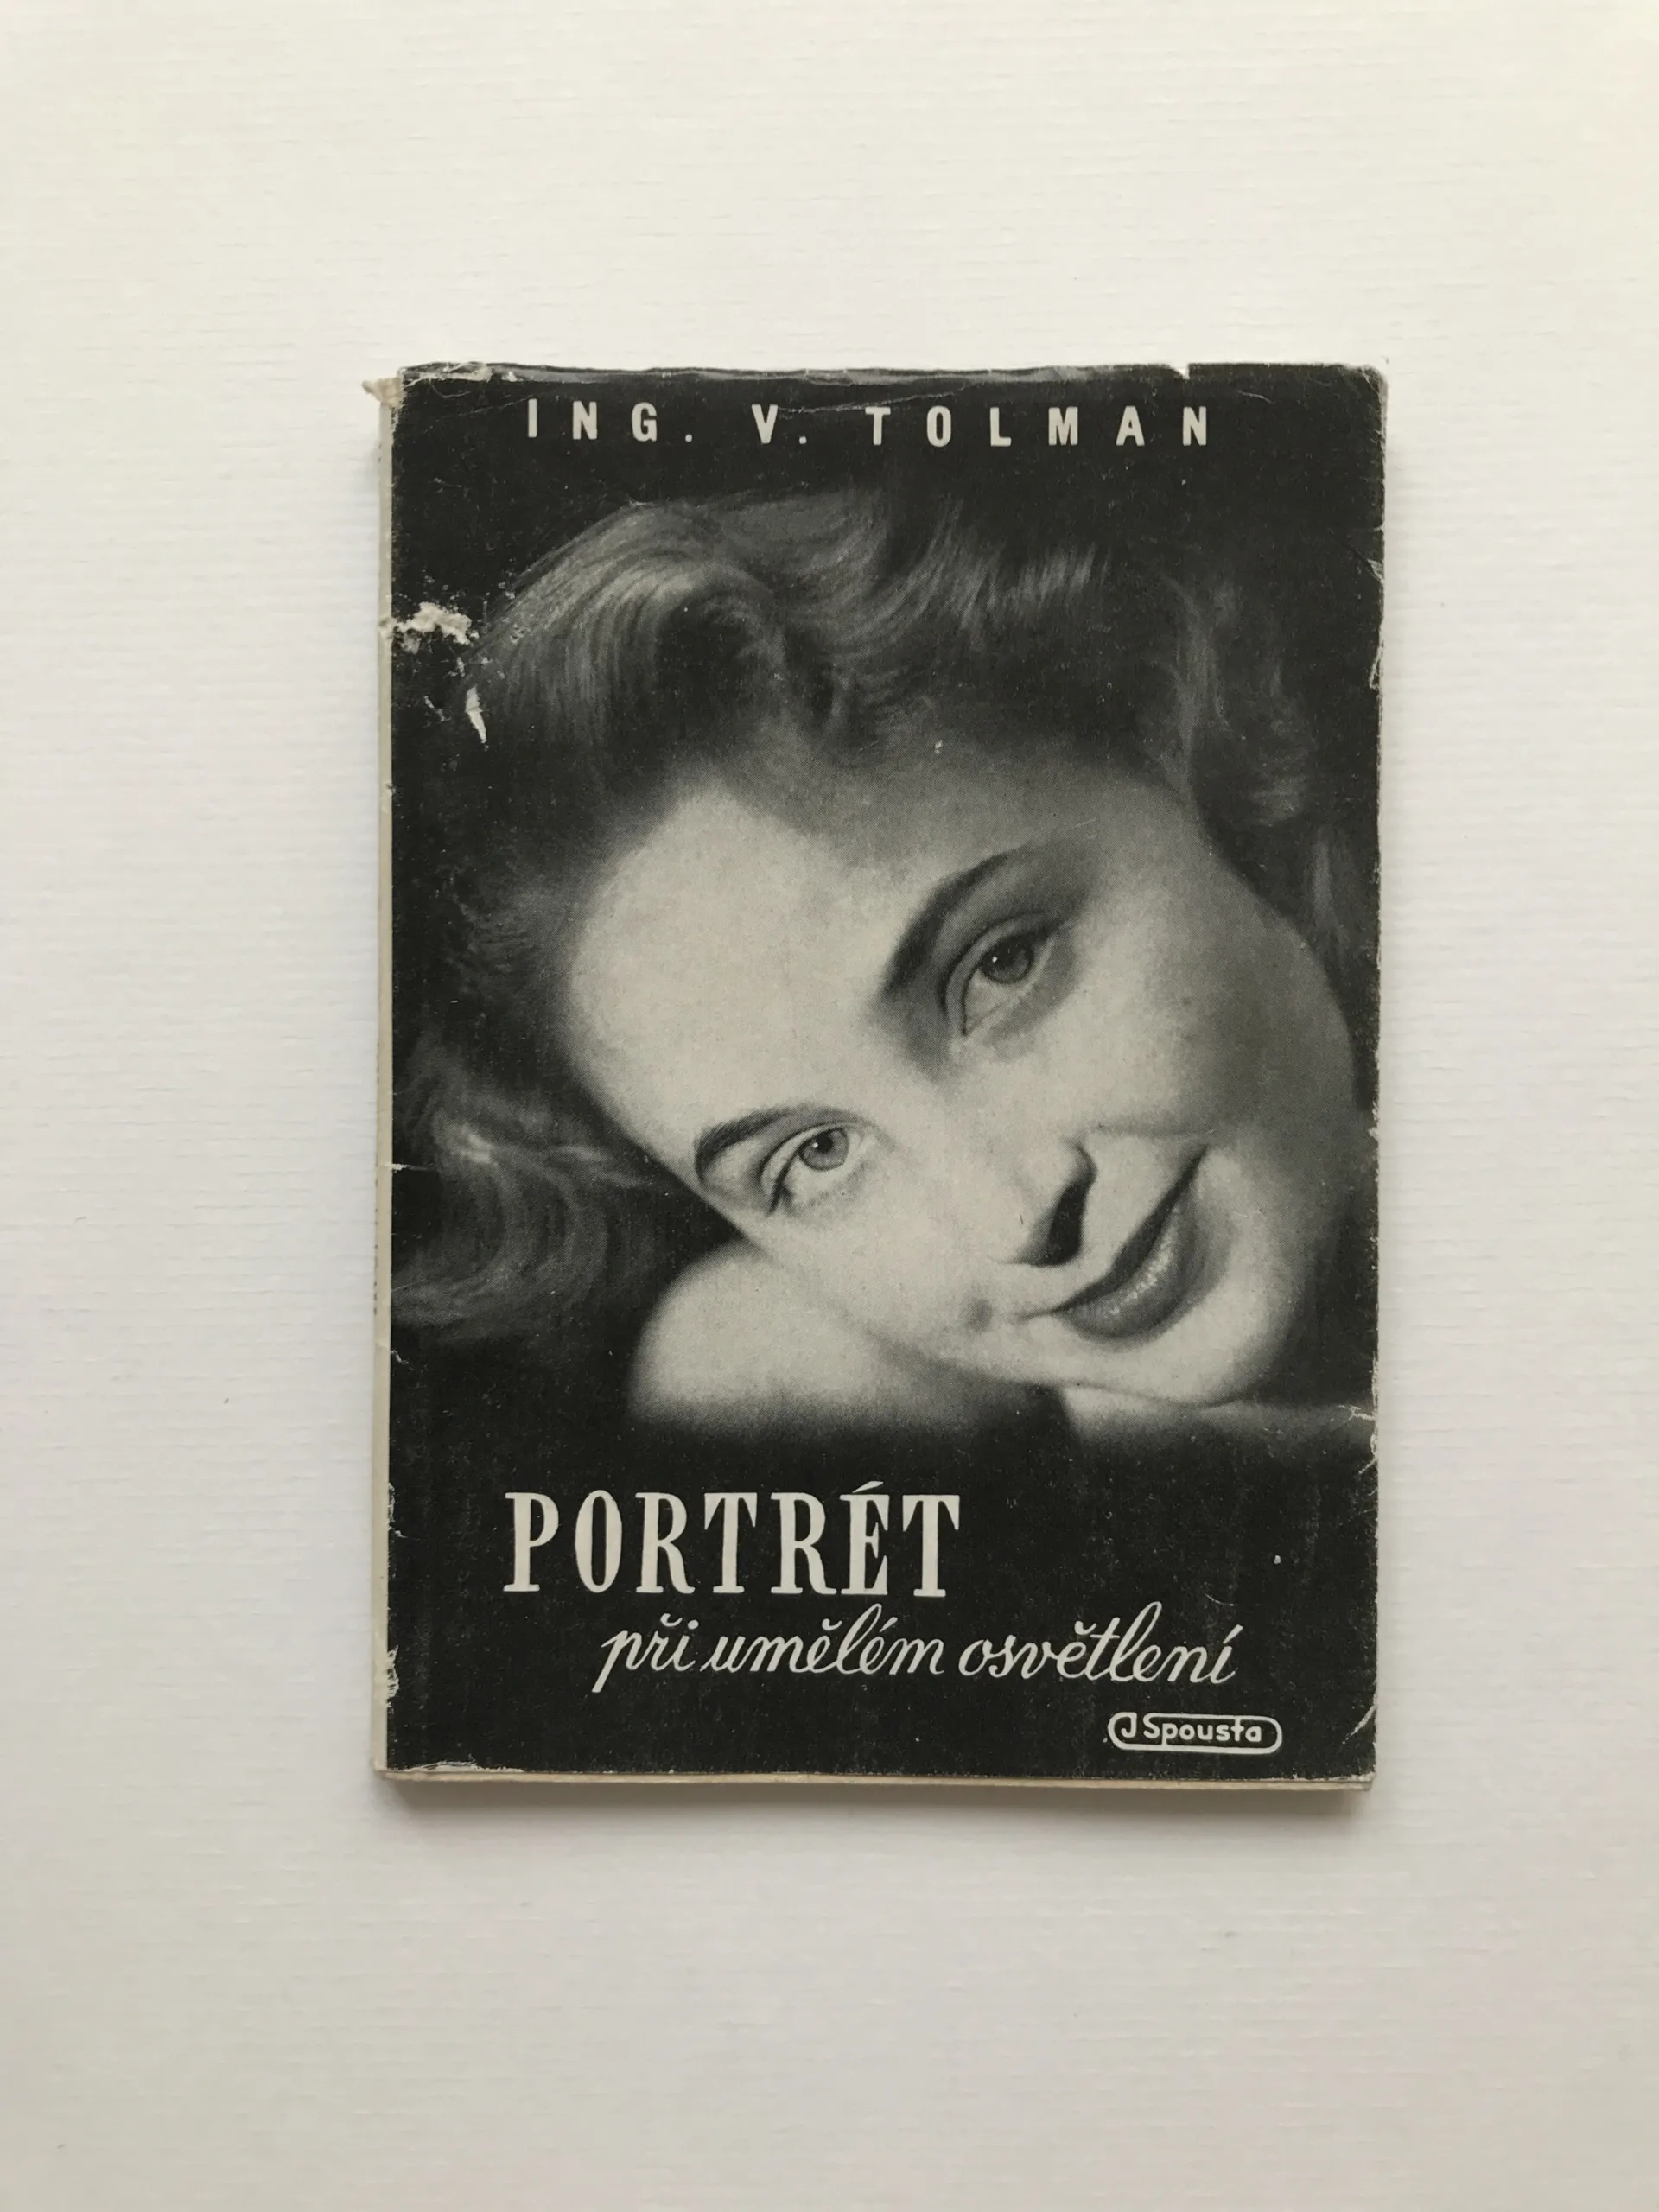 ING. V. TOLMAN
PORTRÉT
při umělém osvětlení
J Spousta